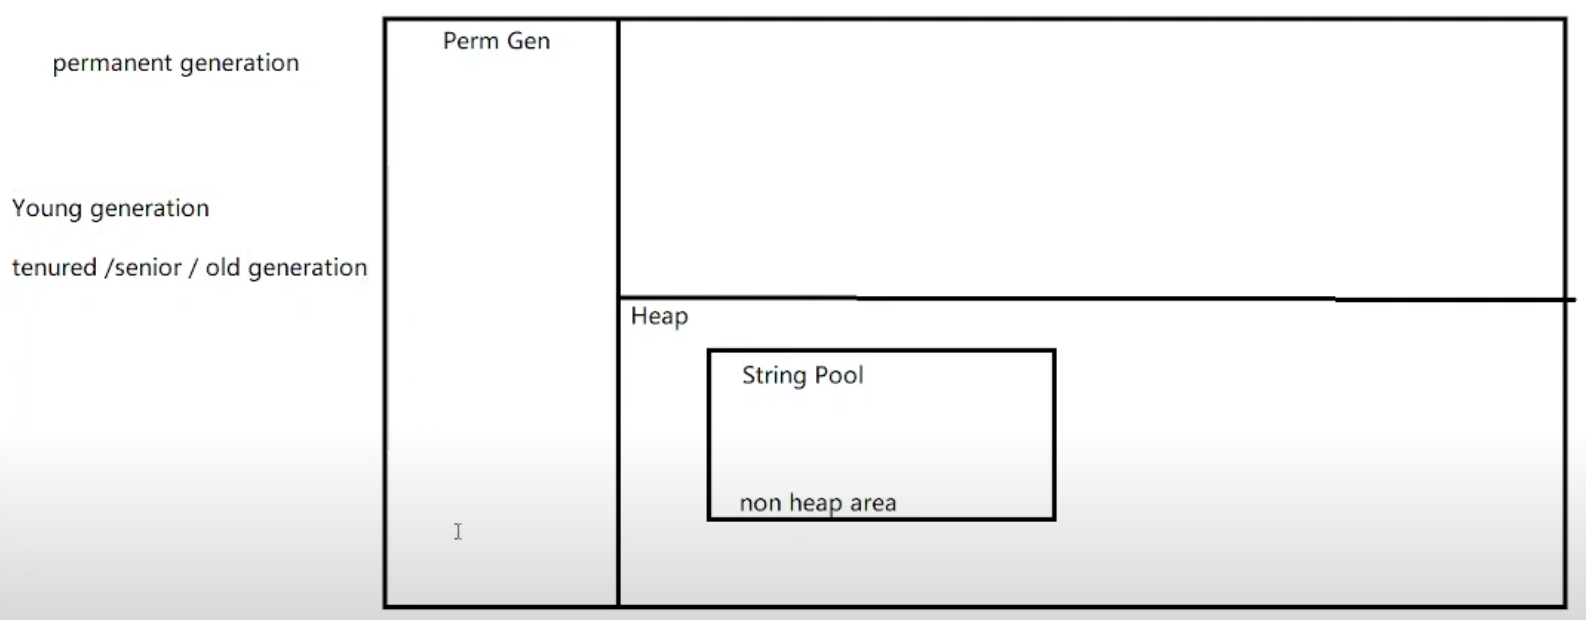 permanent generation
Young generation
tenured /senior / old generation
Perm Gen
Heap
String Pool
non heap area